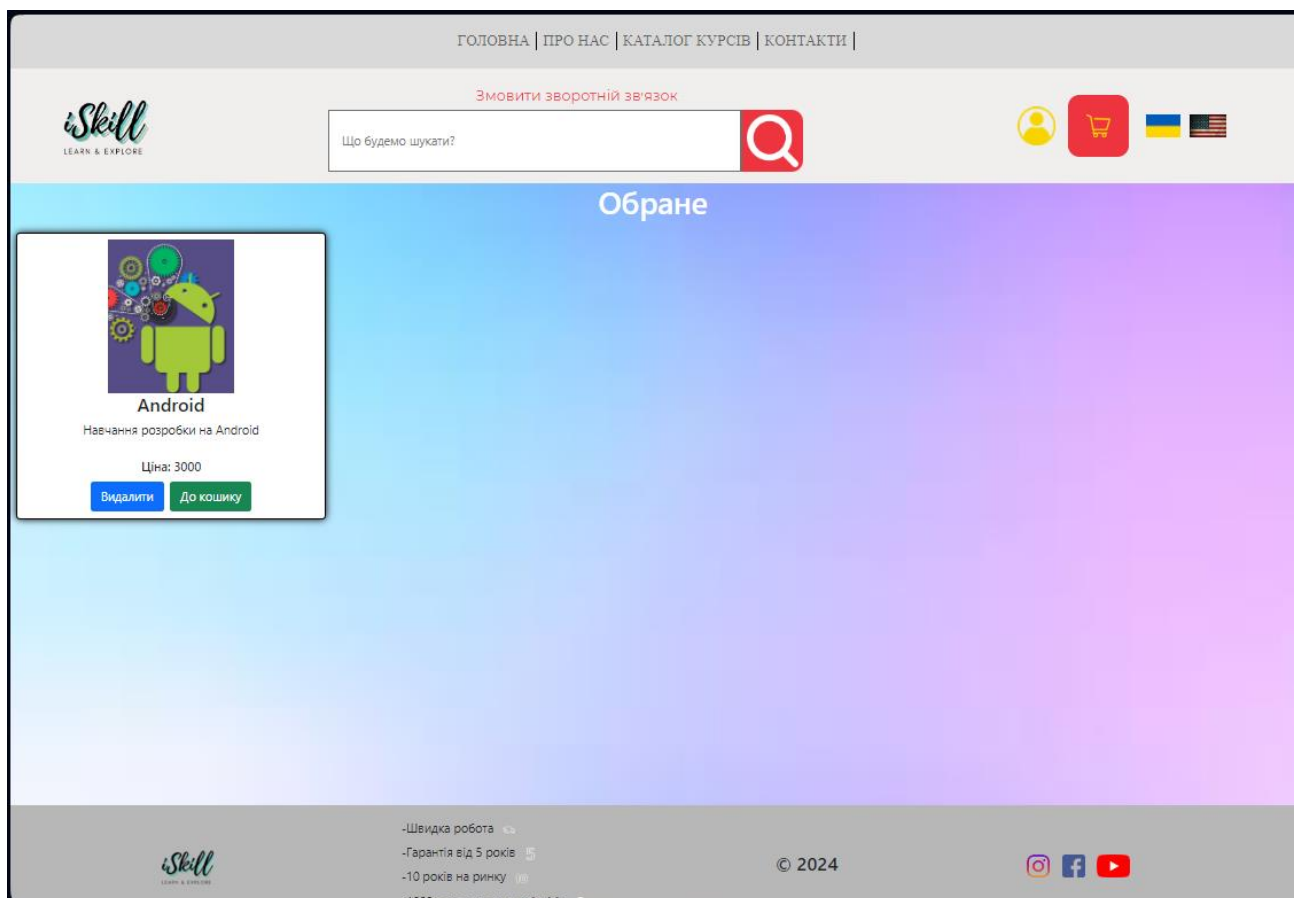 ГОЛОВНА | ПРО НАС | КАТАЛОГ КУРСІВ | КОНТАКТИ |
Змовити зворотній зв'язок
iSkill
LEARN & EXPLORE
Що будемо шукати?
Обране
Android
Навчання розробки на Android
Ціна: 3000
Видалити
До кошику
-Швидка робота
-Гарантія від 5 років
-10 років на ринку
iSkill
LEARN & EXPLORE
© 2024